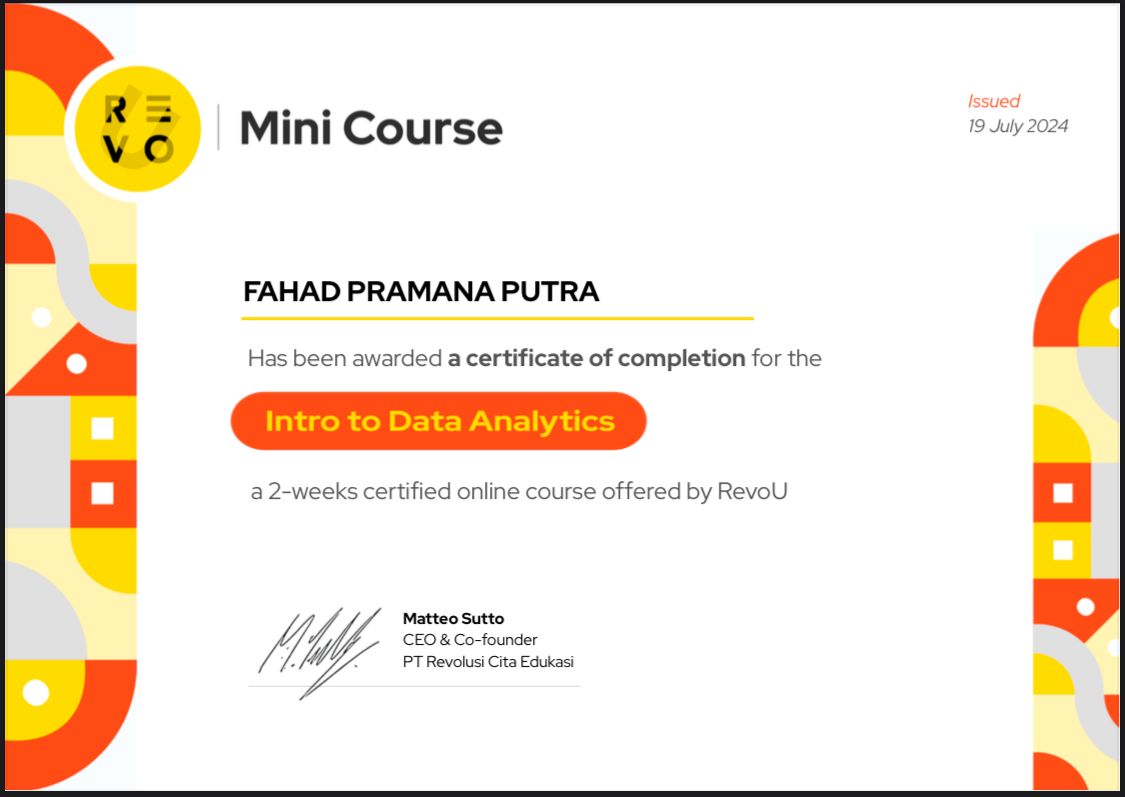 RE
VO
Mini Course
Issued
19 July 2024
FAHAD PRAMANA PUTRA
Has been awarded a certificate of completion for the
Intro to Data Analytics
a 2-weeks certified online course offered by RevoU
Matteo Sutto
CEO & Co-founder
PT Revolusi Cita Edukasi